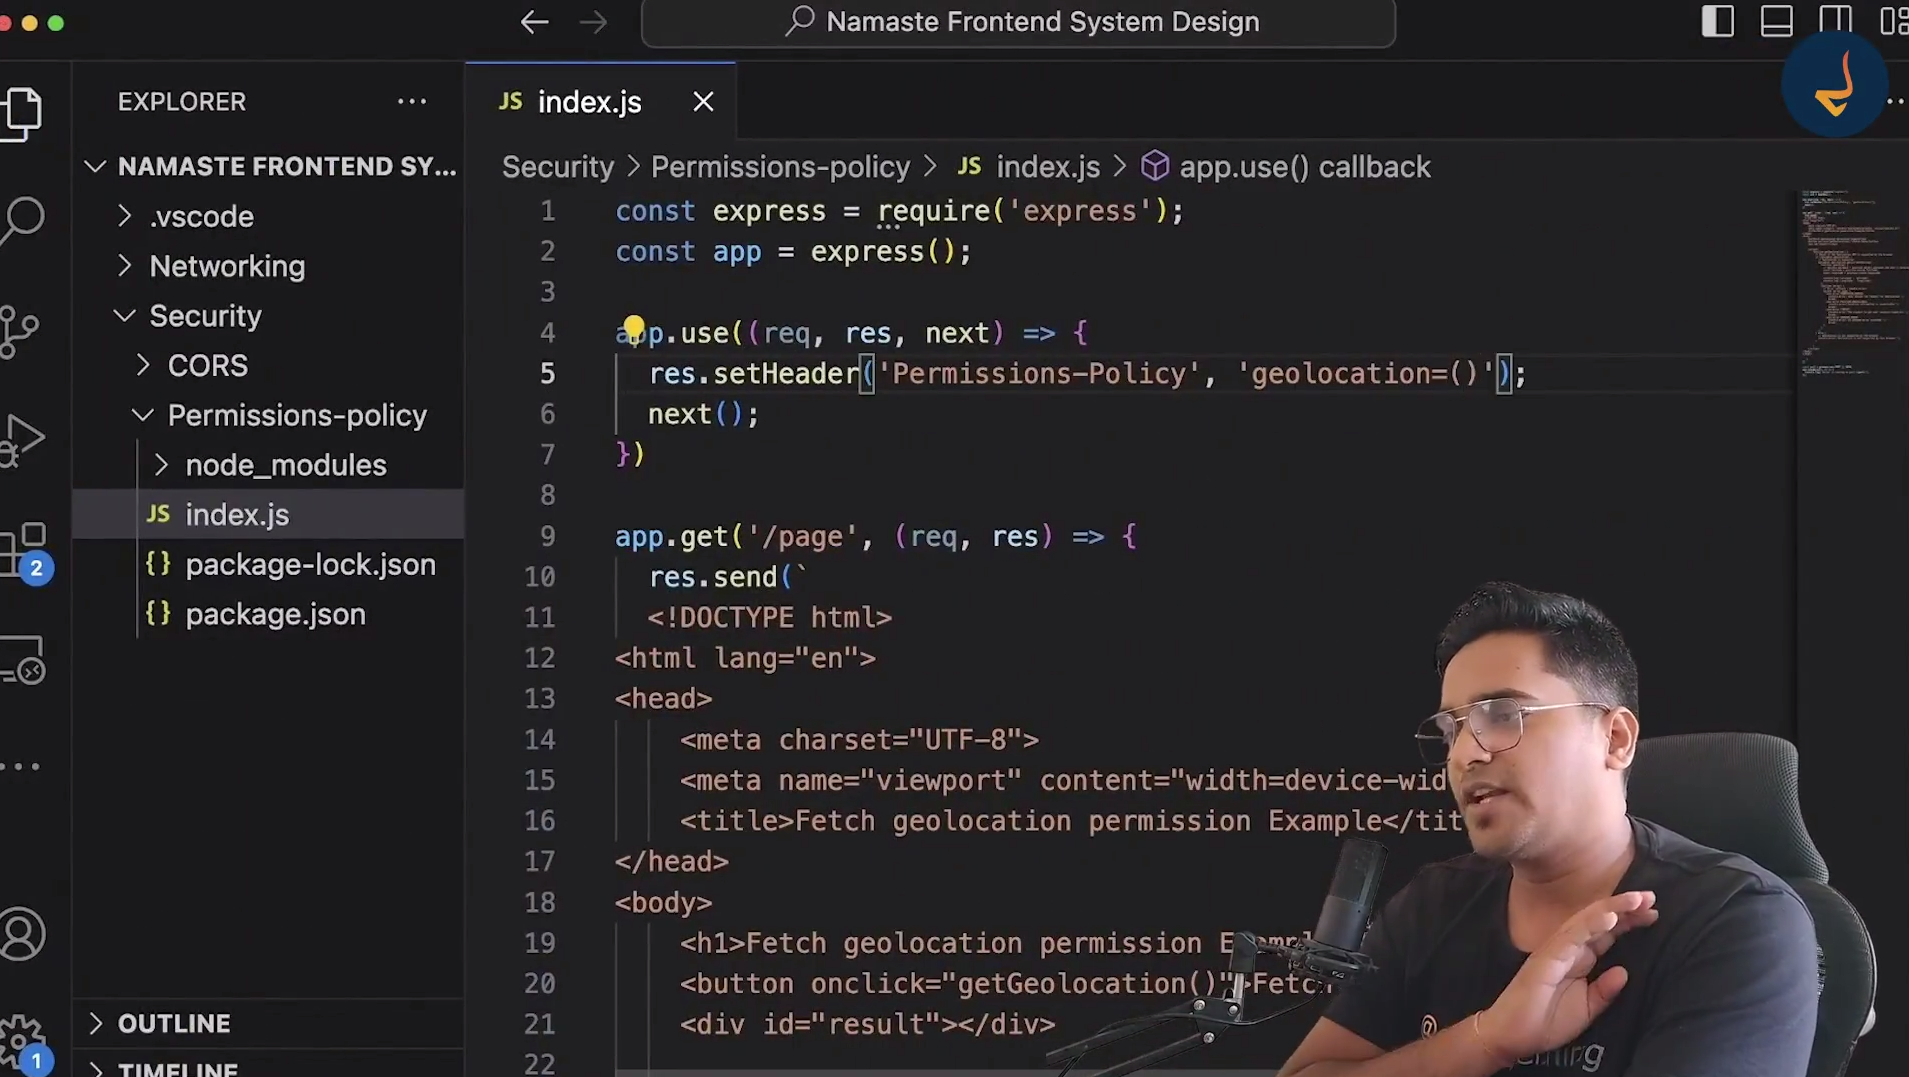 Namaste Frontend System Design
EXPLORER
JS index.js
NAMASTE FRONTEND SY...
Security > Permissions-policy > JS index.js > app.use() callback
.vscode
Networking
Security
CORS
Permissions-policy
node_modules
JS index.js
{} package-lock.json
{} package.json
OUTLINE
TIMELINE
2
1
1 const express = require('express');
2 const app = express();
3
4 app.use((req, res, next) => {
5 res.setHeader('Permissions-Policy', 'geolocation=()');
6 next();
7 })
8
9 app.get('/page', (req, res) => {
10 res.send(`
11 <!DOCTYPE html>
12 <html lang="en">
13 <head>
14 <meta charset="UTF-8">
15 <meta name="viewport" content="width=device-wid
16 <title>Fetch geolocation permission Example</tit
17 </head>
18 <body>
19 <h1>Fetch geolocation permission Exampl
20 <button onclick="getGeolocation()">Fetch
21 <div id="result"></div>
22